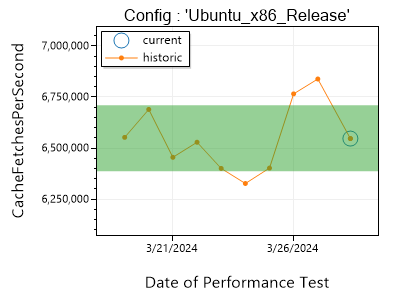 Config : 'Ubuntu_x86_Release'
current
historic
CacheFetchesPerSecond
7,000,000
6,750,000
6,500,000
6,250,000
3/21/2024
3/26/2024
Date of Performance Test